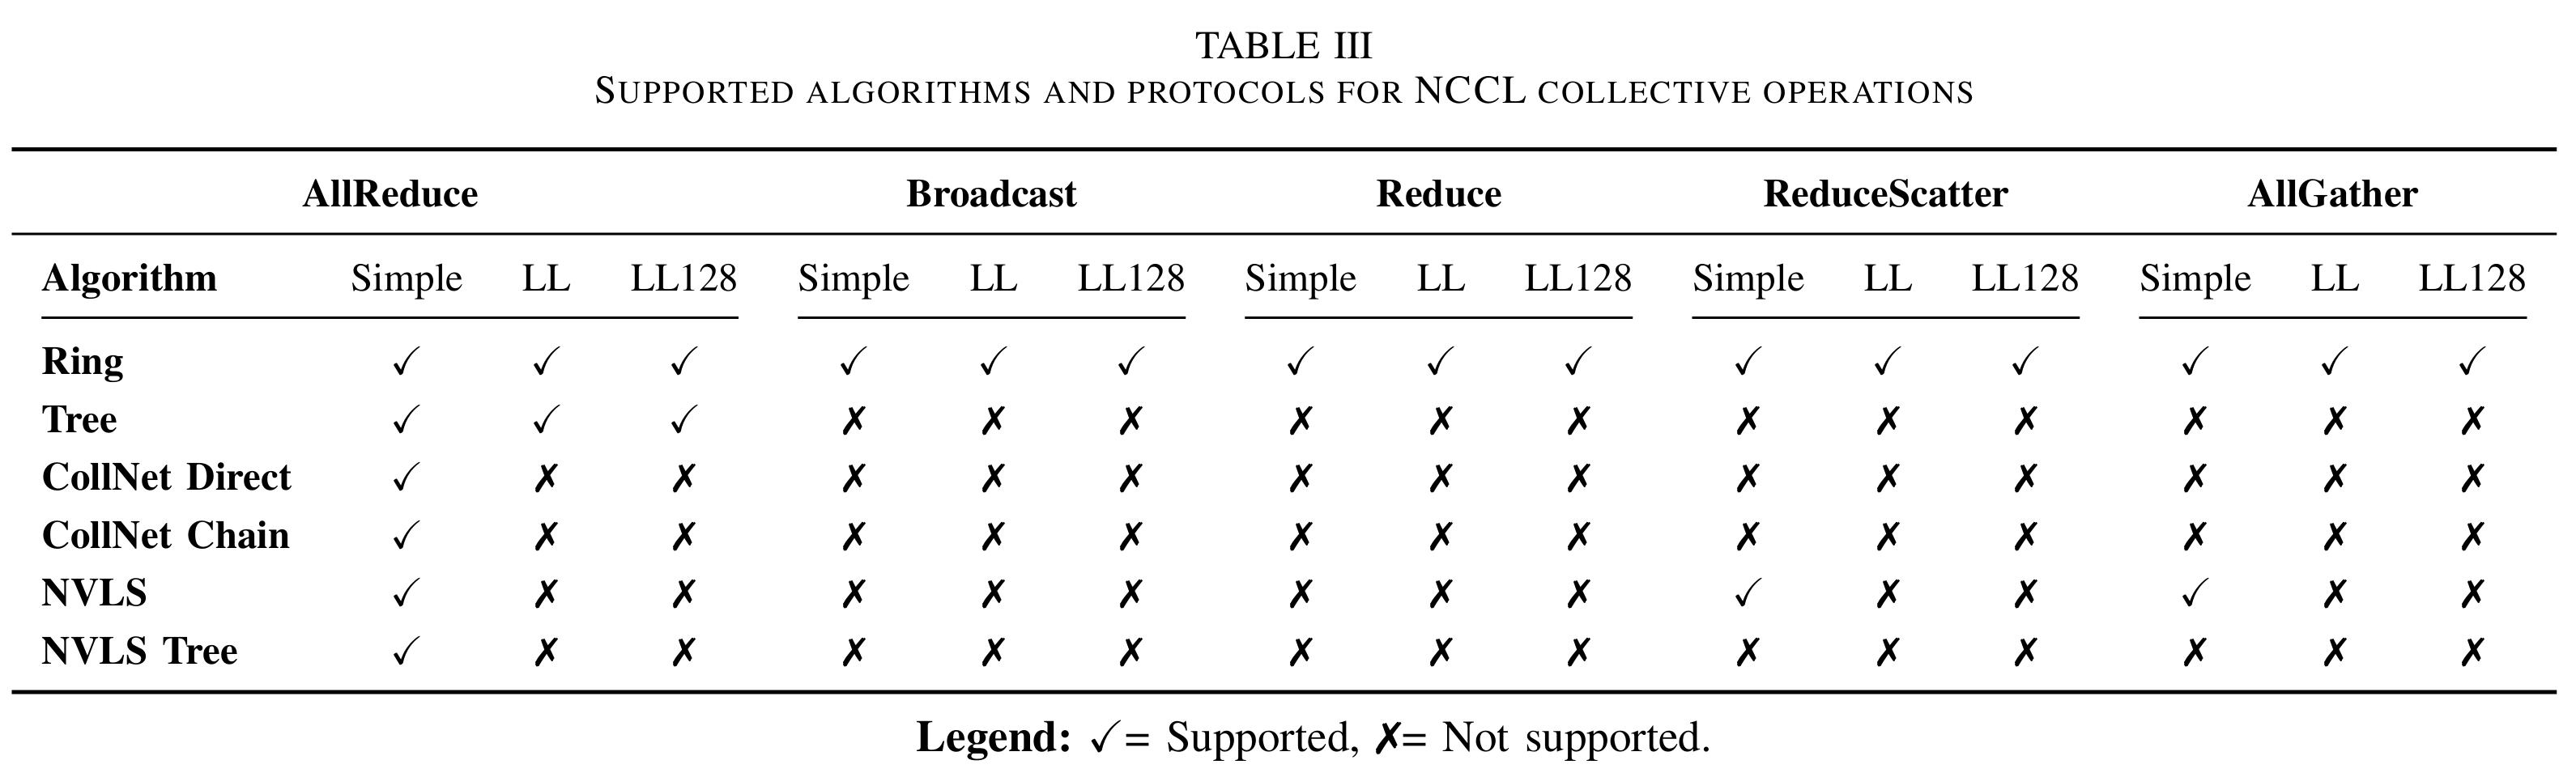 TABLE III
SUPPORTED ALGORITHMS AND PROTOCOLS FOR NCCL COLLECTIVE OPERATIONS
AllReduce Broadcast Reduce ReduceScatter AllGather
Algorithm Simple LL LL128 Simple LL LL128 Simple LL LL128 Simple LL LL128 Simple LL LL128
Ring ✓ ✓ ✓ ✓ ✓ ✓ ✓ ✓ ✓ ✓ ✓ ✓ ✓ ✓ ✓
Tree ✓ ✓ ✓ ✗ ✗ ✗ ✗ ✗ ✗ ✗ ✗ ✗ ✗ ✗ ✗
CollNet Direct ✓ ✗ ✗ ✗ ✗ ✗ ✗ ✗ ✗ ✗ ✗ ✗ ✗ ✗ ✗
CollNet Chain ✓ ✗ ✗ ✗ ✗ ✗ ✗ ✗ ✗ ✗ ✗ ✗ ✗ ✗ ✗
NVLS ✓ ✗ ✗ ✗ ✗ ✗ ✗ ✗ ✗ ✓ ✗ ✗ ✓ ✗ ✗
NVLS Tree ✓ ✗ ✗ ✗ ✗ ✗ ✗ ✗ ✗ ✗ ✗ ✗ ✗ ✗ ✗
Legend: ✓= Supported, ✗= Not supported.